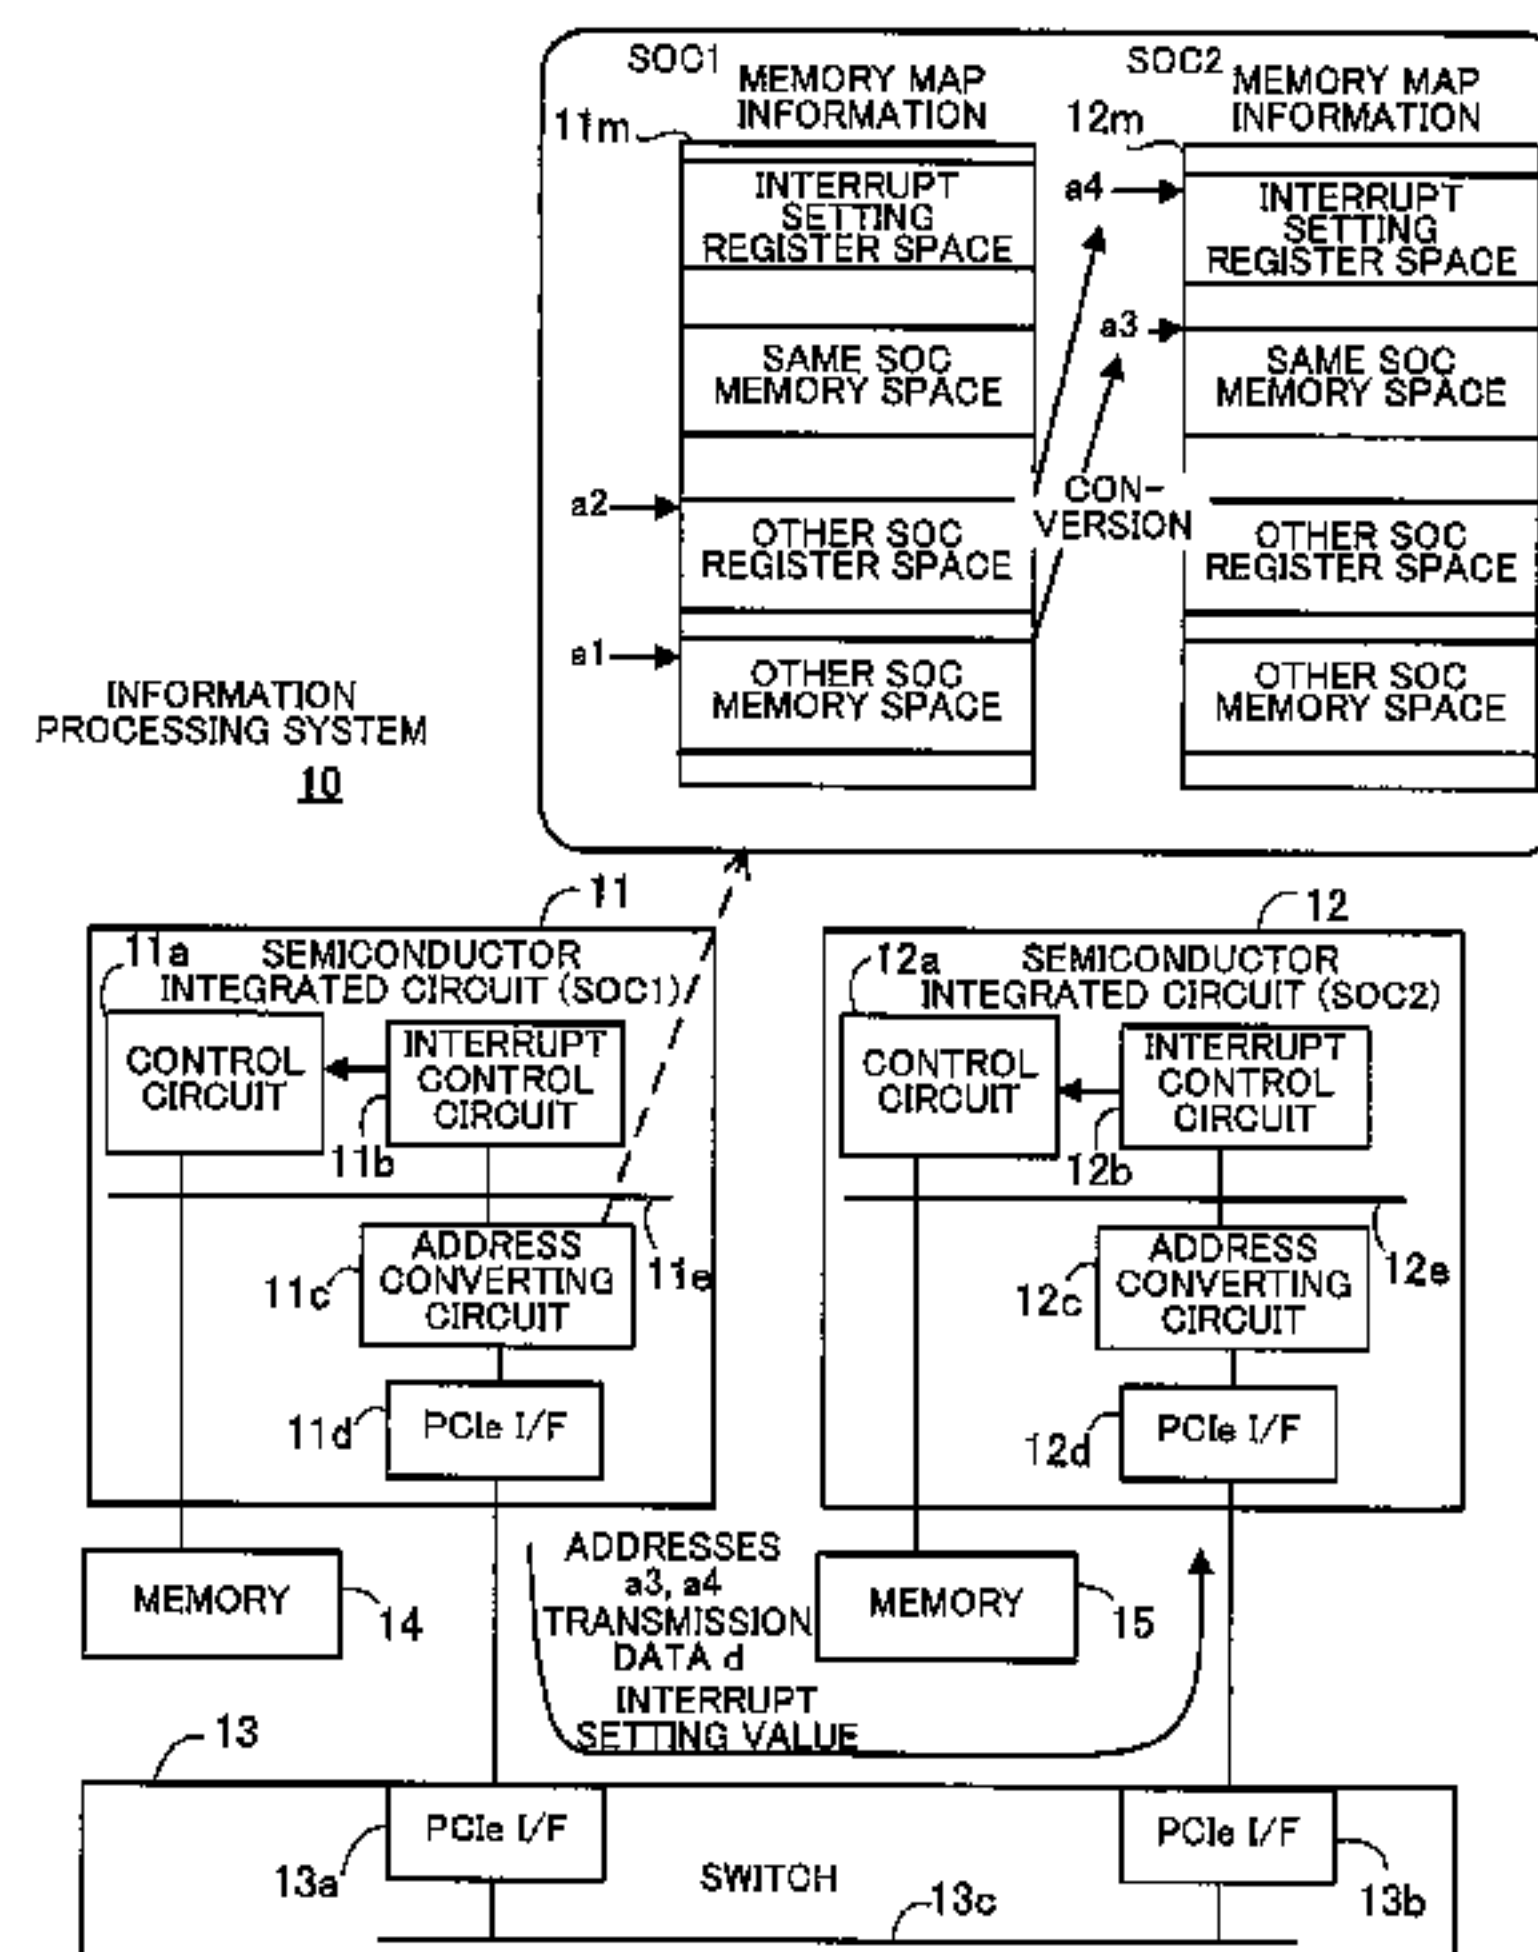 SOC1
MEMORY MAP
INFORMATION
11m
INTERRUPT
SETTING
REGISTER SPACE
SAME SOC
MEMORY SPACE
a2
OTHER SOC
REGISTER SPACE
a1
OTHER SOC
MEMORY SPACE
CON-
VERSION
SOC2
MEMORY MAP
INFORMATION
12m
a4
INTERRUPT
SETTING
REGISTER SPACE
a3
SAME SOC
MEMORY SPACE
OTHER SOC
REGISTER SPACE
OTHER SOC
MEMORY SPACE
INFORMATION
PROCESSING SYSTEM
10
11
11a
SEMICONDUCTOR
INTEGRATED CIRCUIT (SOC1)
CONTROL
CIRCUIT
INTERRUPT
CONTROL
CIRCUIT
11b
11e
ADDRESS
CONVERTING
CIRCUIT
11c
PCIe I/F
11d
MEMORY
14
12
12a
SEMICONDUCTOR
INTEGRATED CIRCUIT (SOC2)
CONTROL
CIRCUIT
INTERRUPT
CONTROL
CIRCUIT
12b
12e
ADDRESS
CONVERTING
CIRCUIT
12c
PCIe I/F
12d
MEMORY
15
ADDRESSES
a3, a4
TRANSMISSION
DATA d
INTERRUPT
SETTING VALUE
13
PCIe I/F
13a
SWITCH
PCIe I/F
13b
13c